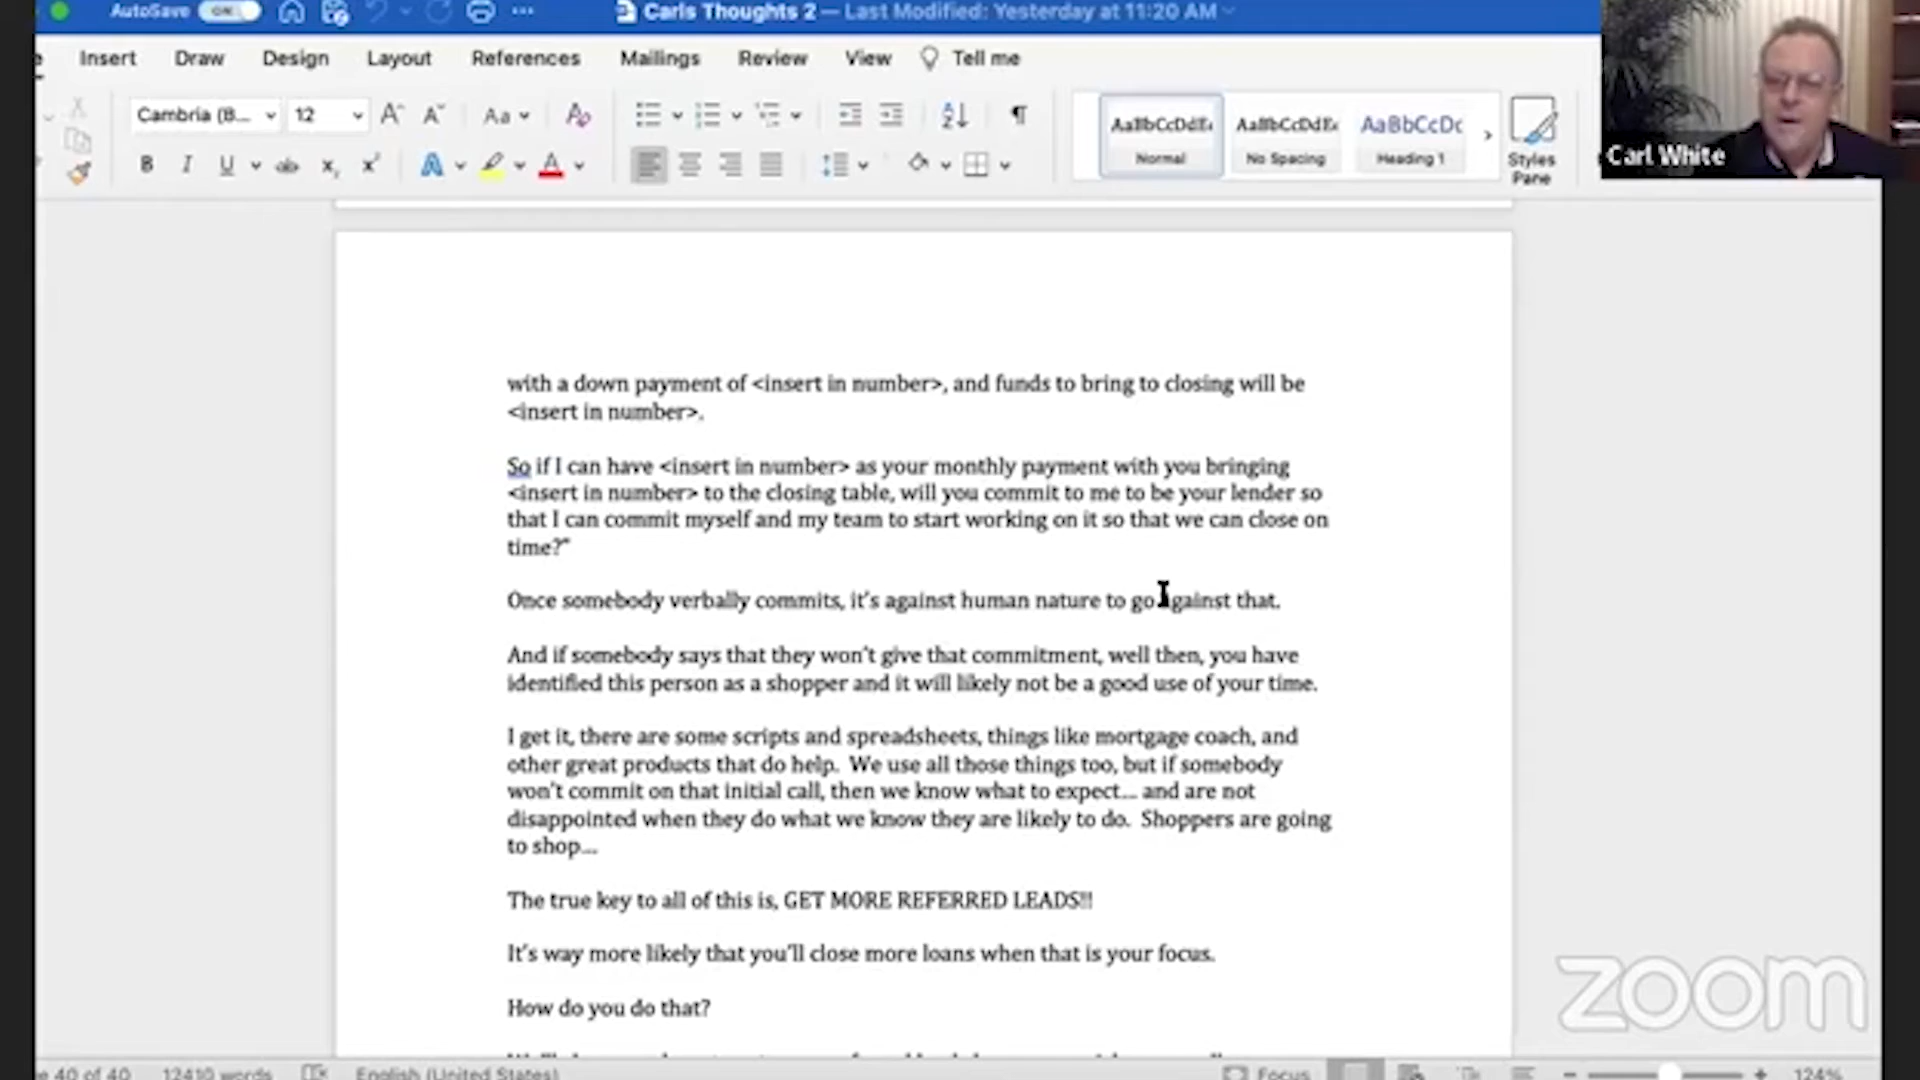 AutoSave ON Carls Thoughts 2 — Last Modified: Yesterday at 11:20 AM
Insert Draw Design Layout References Mailings Review View Tell me
Cambria (B... 12 Aa
AaBbCcDdEe AaBbCcDdEe AaBbCcDc
Normal No Spacing Heading 1
Styles
Pane
Carl White
with a down payment of <insert in number>, and funds to bring to closing will be
<insert in number>.
So if I can have <insert in number> as your monthly payment with you bringing
<insert in number> to the closing table, will you commit to me to be your lender so
that I can commit myself and my team to start working on it so that we can close on
time?"
Once somebody verbally commits, it's against human nature to go against that.
And if somebody says that they won't give that commitment, well then, you have
identified this person as a shopper and it will likely not be a good use of your time.
I get it, there are some scripts and spreadsheets, things like mortgage coach, and
other great products that do help. We use all those things too, but if somebody
won't commit on that initial call, then we know what to expect... and are not
disappointed when they do what we know they are likely to do. Shoppers are going
to shop...
The true key to all of this is, GET MORE REFERRED LEADS!!
It's way more likely that you'll close more loans when that is your focus.
How do you do that?
zoom
40 of 40 12410 words English (United States) Focus 124%